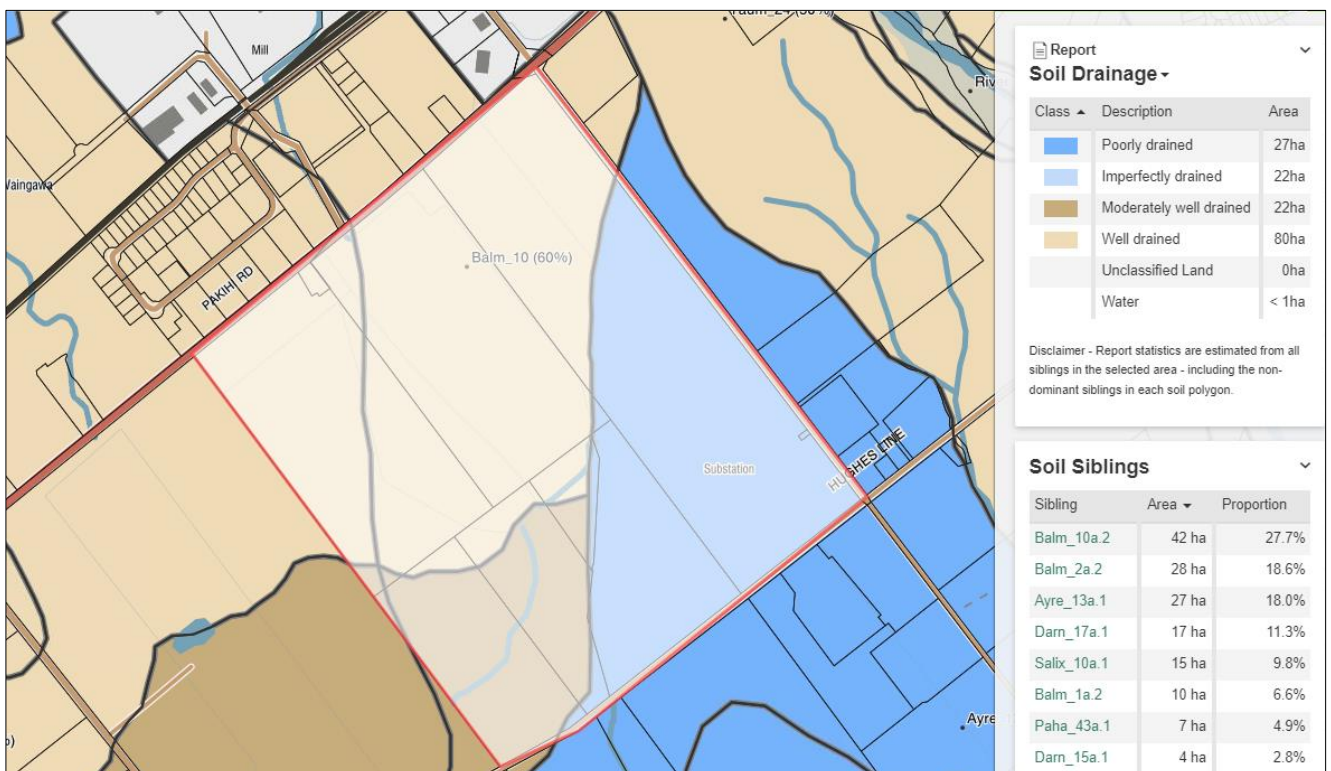 Mill
Balm_10 (60%)
PAKIHI RD
Substation
HUGHES LINE
Report
Soil Drainage
Class Description Area
Poorly drained 27ha
Imperfectly drained 22ha
Moderately well drained 22ha
Well drained 80ha
Unclassified Land 0ha
Water < 1ha
Disclaimer - Report statistics are estimated from all
siblings in the selected area - including the non-
dominant siblings in each soil polygon.
Soil Siblings
Sibling Area Proportion
Balm_10a.2 42 ha 27.7%
Balm_2a.2 28 ha 18.6%
Ayre_13a.1 27 ha 18.0%
Darn_17a.1 17 ha 11.3%
Salix_10a.1 15 ha 9.8%
Balm_1a.2 10 ha 6.6%
Paha_43a.1 7 ha 4.9%
Darn_15a.1 4 ha 2.8%